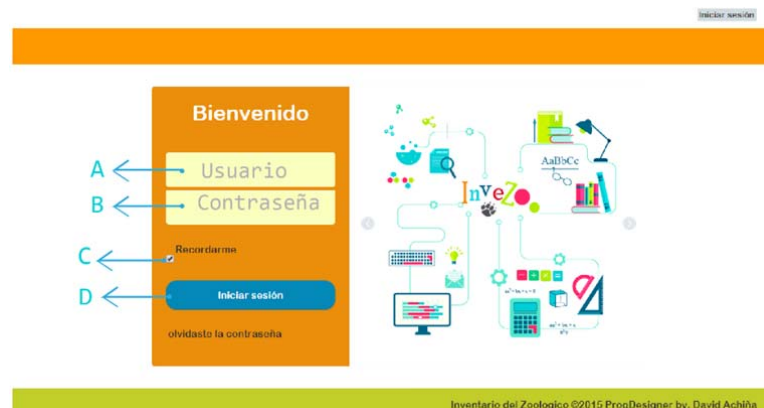 Iniciar sesión
Bienvenido
A
Usuario
B
Contraseña
C
Recordarme
D
Iniciar sesión
olvidaste la contraseña
AaBbCc
InveZo
Inventario del Zoologico ©2015 ProgDesigner by. David Achiña